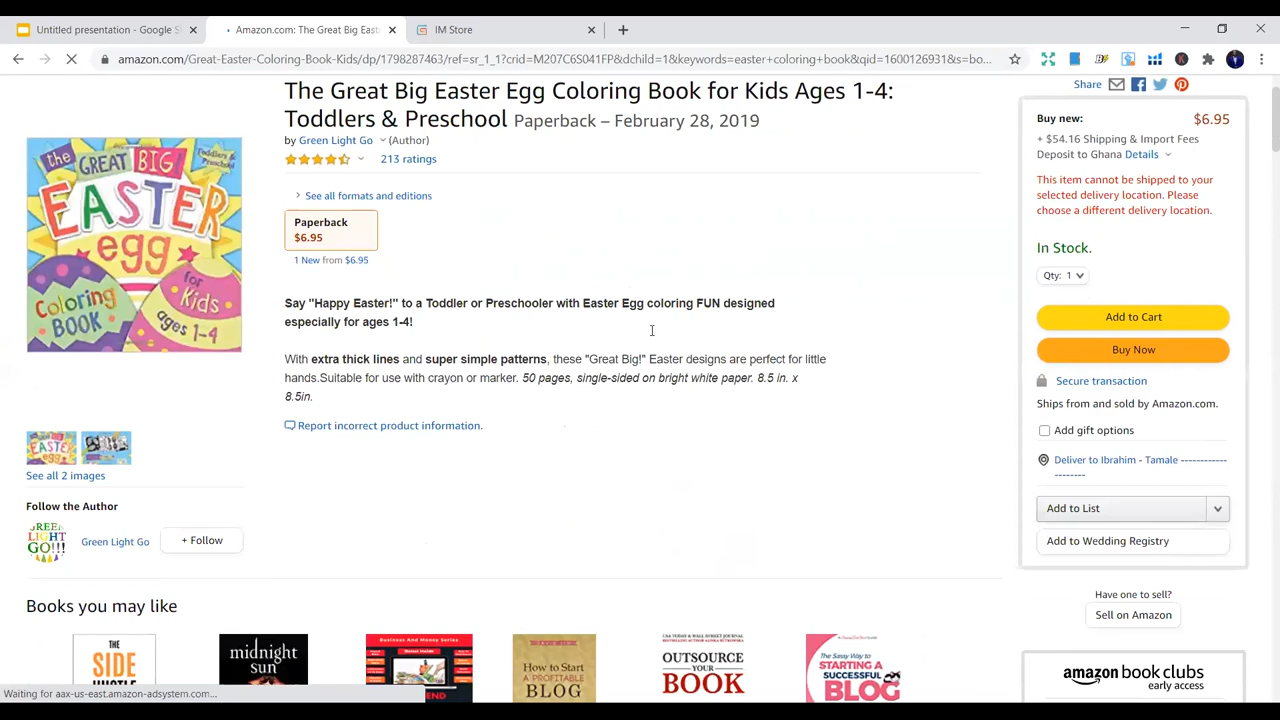 Untitled presentation - Google S
Amazon.com: The Great Big East
IM Store
amazon.com/Great-Easter-Coloring-Book-Kids/dp/1798287463/ref=sr_1_1?crid=M207C6S041FP&dchild=1&keywords=easter+coloring+book&qid=1600126931&s=bo...
The Great Big Easter Egg Coloring Book for Kids Ages 1-4:
Toddlers & Preschool Paperback – February 28, 2019
by Green Light Go (Author)
213 ratings
See all formats and editions
Paperback
$6.95
1 New from $6.95
Say "Happy Easter!" to a Toddler or Preschooler with Easter Egg coloring FUN designed
especially for ages 1-4!
With extra thick lines and super simple patterns, these "Great Big!" Easter designs are perfect for little
hands.Suitable for use with crayon or marker. 50 pages, single-sided on bright white paper. 8.5 in. x
8.5in.
Report incorrect product information.
the GREAT BIG
Toddlers &
Preschool
EASTER
egg
Coloring
BOOK
for
Kids
ages 1-4
See all 2 images
Follow the Author
GREEN
LIGHT
GO!!!
Green Light Go
+ Follow
Share
Buy new: $6.95
+ $54.16 Shipping & Import Fees
Deposit to Ghana Details
This item cannot be shipped to your
selected delivery location. Please
choose a different delivery location.
In Stock.
Qty: 1
Add to Cart
Buy Now
Secure transaction
Ships from and sold by Amazon.com.
Add gift options
Deliver to Ibrahim - Tamale ------------
--------
Add to List
Add to Wedding Registry
Have one to sell?
Sell on Amazon
amazon book clubs
early access
Books you may like
THE
SIDE
midnight
sun
Business And Money Series
How to Start
A PROFITABLE
BLOG
OUTSOURCE
YOUR
BOOK
The Sassy Way to
STARTING A
SUCCESSFUL
BLOG
Waiting for aax-us-east.amazon-adsystem.com...